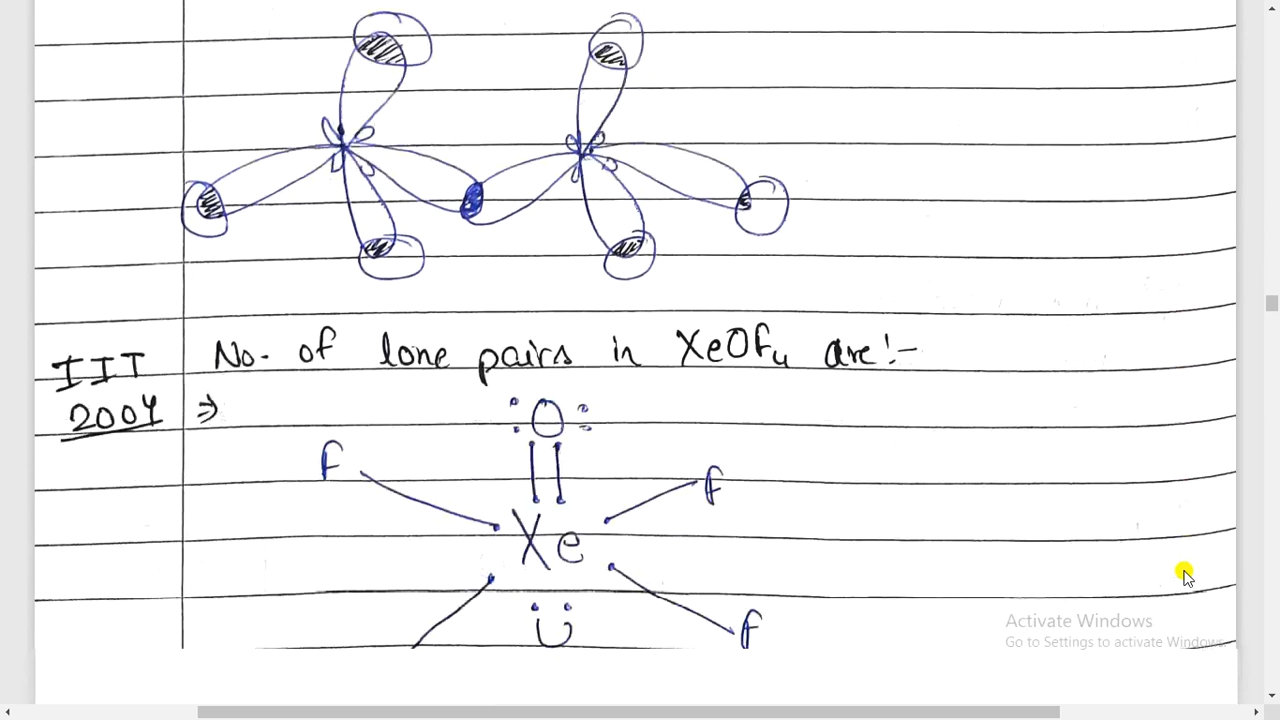 No. of lone pairs in XeOF4 are:-
IIT
2004 ⇒
:O:
F
F
Xe
F
Activate Windows
Go to Settings to activate Windows.